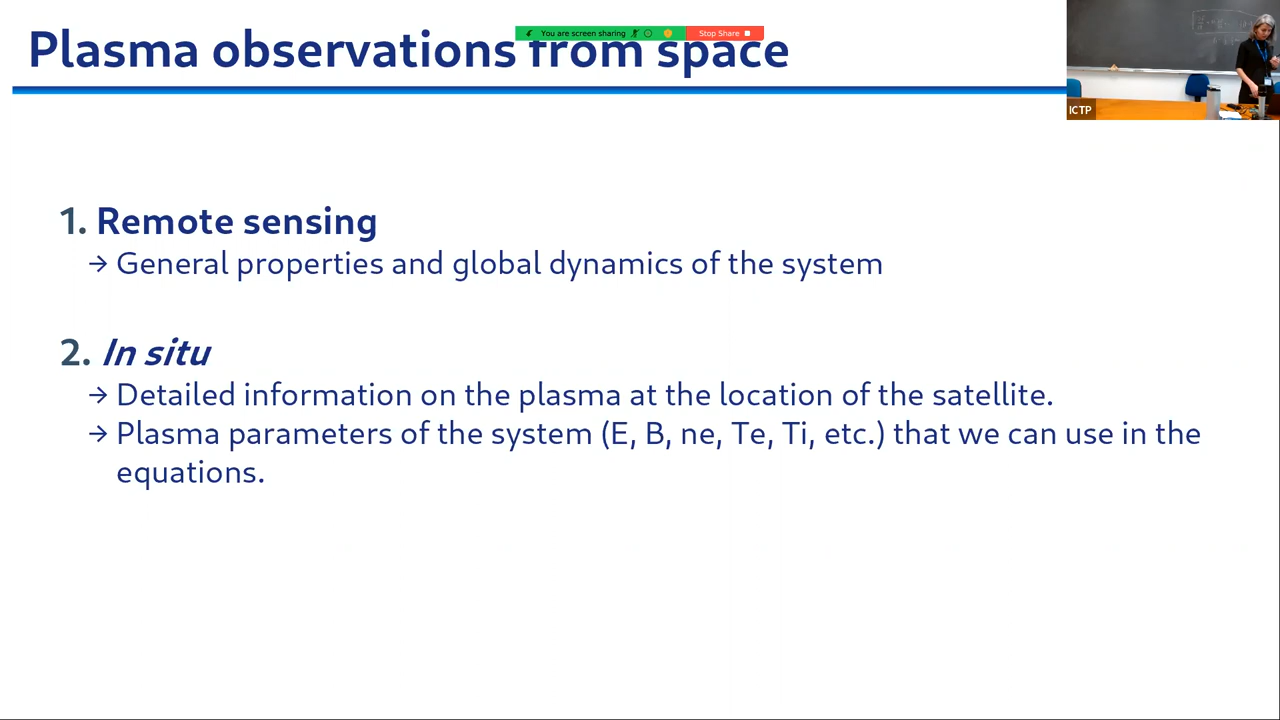 Plasma observations from space
You are screen sharing
Stop Share
ICTP
1. Remote sensing
→ General properties and global dynamics of the system
2. In situ
→ Detailed information on the plasma at the location of the satellite.
→ Plasma parameters of the system (E, B, ne, Te, Ti, etc.) that we can use in the
equations.